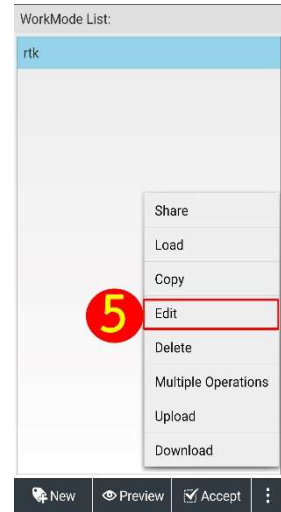 WorkMode List:
rtk
Share
Load
Copy
5
Edit
Delete
Multiple Operations
Upload
Download
New Preview Accept